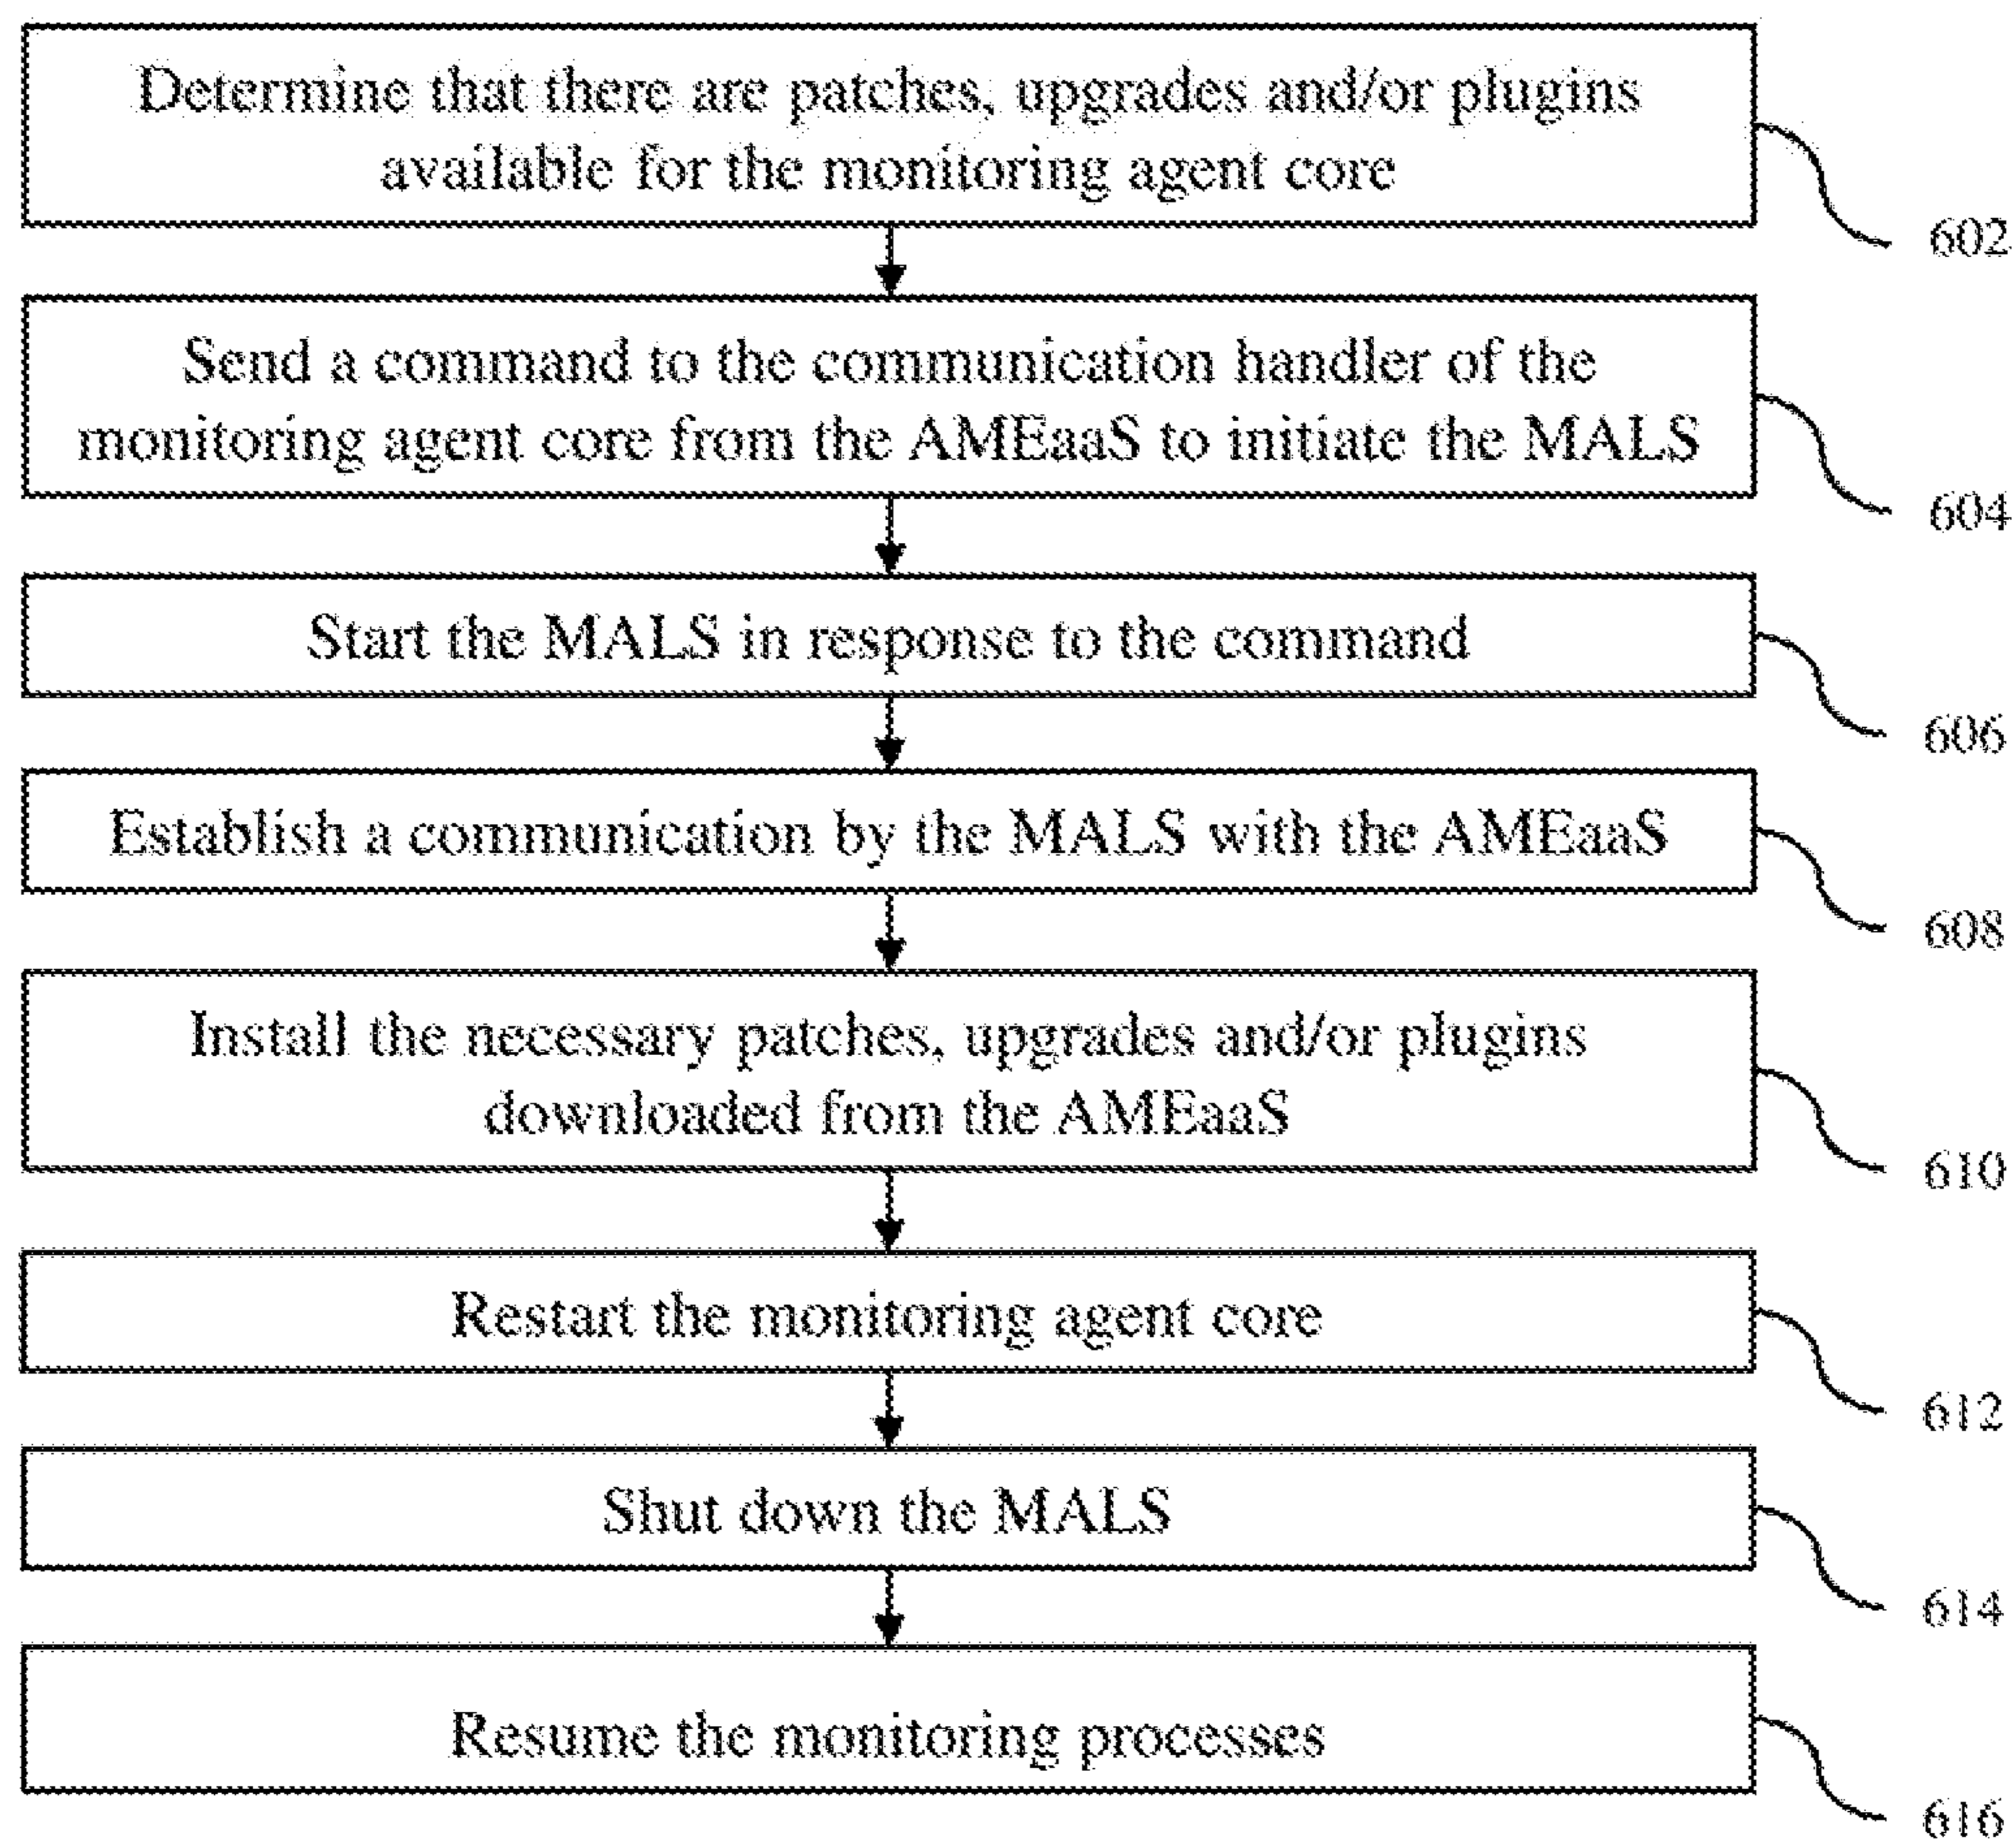 Determine that there are patches, upgrades and/or plugins
available for the monitoring agent core
602
Send a command to the communication handler of the
monitoring agent core from the AMEaaS to initiate the MALS
604
Start the MALS in response to the command
606
Establish a communication by the MALS with the AMEaaS
608
Install the necessary patches, upgrades and/or plugins
downloaded from the AMEaaS
610
Restart the monitoring agent core
612
Shut down the MALS
614
Resume the monitoring processes
616